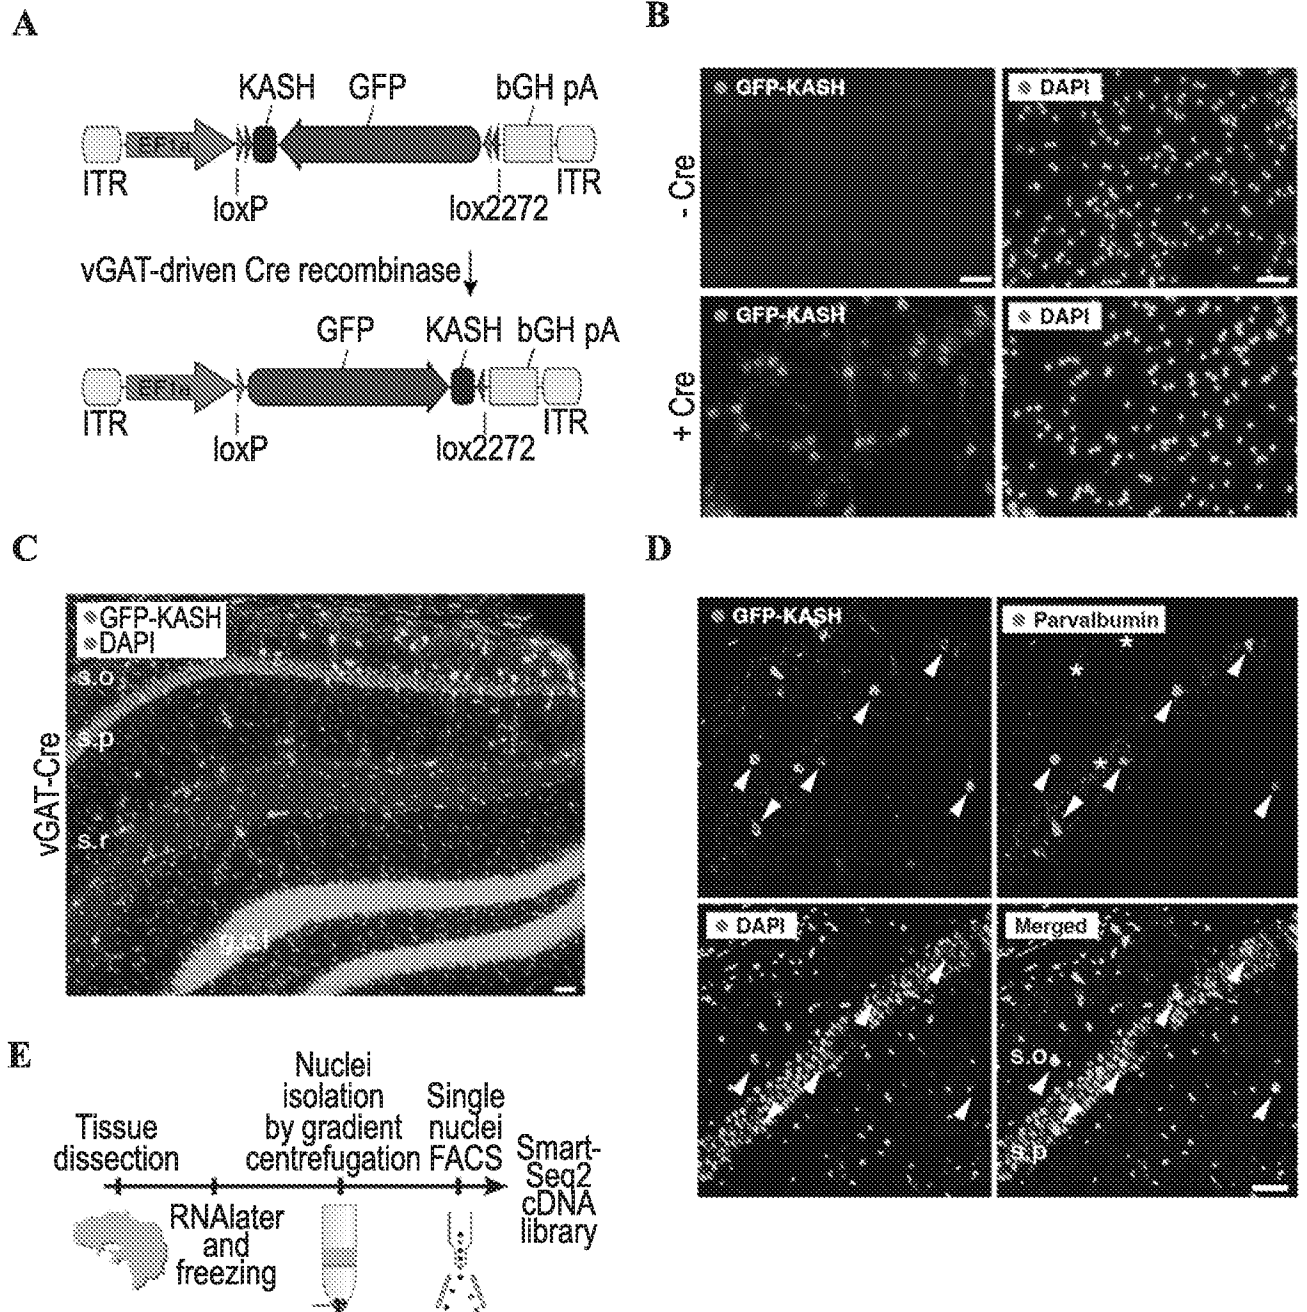 A
KASH GFP bGH pA
EF1a
ITR ITR
loxP lox2272
vGAT-driven Cre recombinase
GFP KASH bGH pA
EF1a
ITR ITR
loxP lox2272
B
GFP-KASH DAPI
- Cre
GFP-KASH DAPI
+ Cre
C
GFP-KASH
DAPI
s.o
s.p
s.r
vGAT-Cre
D
GFP-KASH Parvalbumin
* * *
DAPI Merged
s.o
s.p
E
Tissue
dissection
RNAlater
and
freezing
Nuclei
isolation
by gradient
centrefugation
Single
nuclei
FACS
Smart-
Seq2
cDNA
library